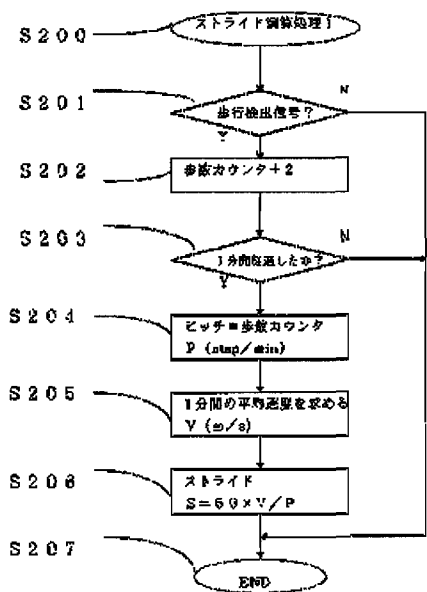 S200
ストライド演算処理1
S201
歩行検出信号?
N
Y
S202
歩数カウンタ+2
S203
1分間経過したか?
N
Y
S204
ピッチ=歩数カウンタ
P (step/min)
S205
1分間の平均速度を求める
V (m/s)
S206
ストライド
S=60×V/P
S207
END